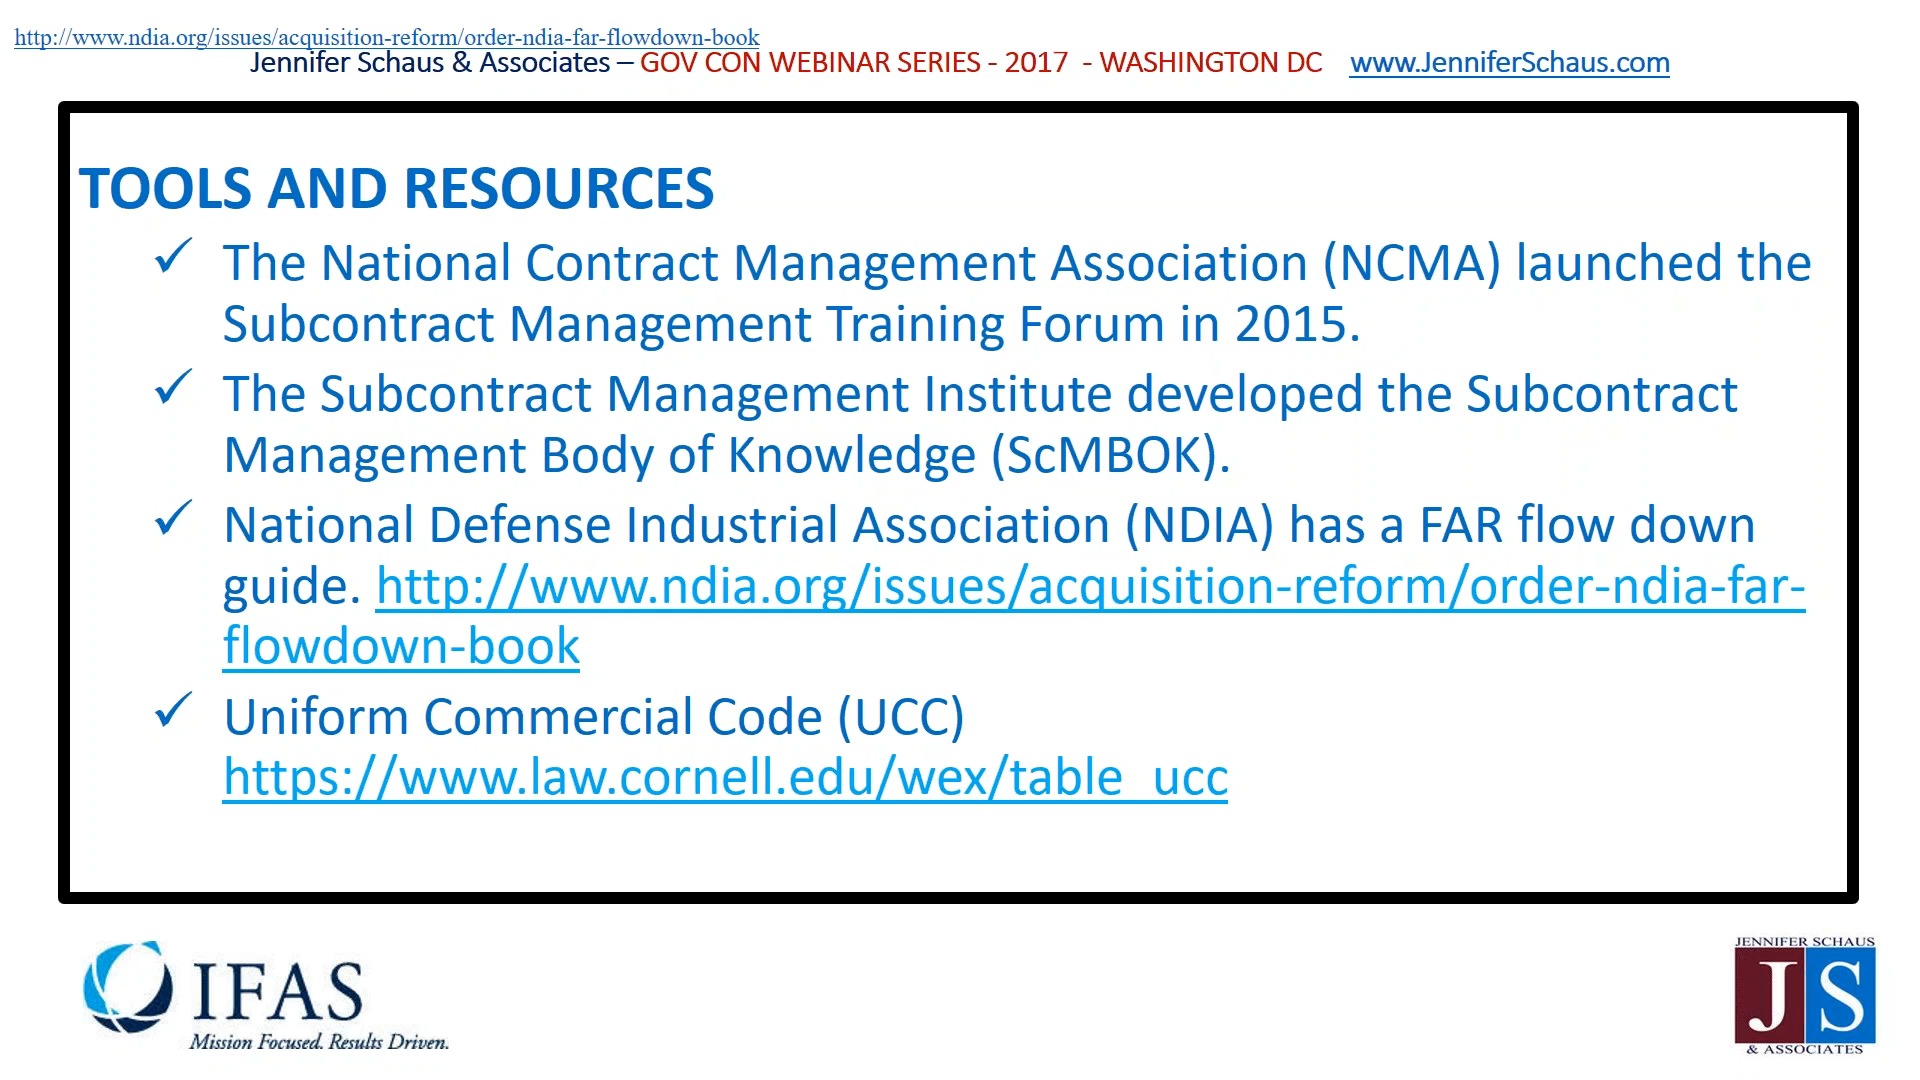 http://www.ndia.org/issues/acquisition-reform/order-ndia-far-flowdown-book
Jennifer Schaus & Associates – GOV CON WEBINAR SERIES - 2017 - WASHINGTON DC www.JenniferSchaus.com
TOOLS AND RESOURCES
✓ The National Contract Management Association (NCMA) launched the
Subcontract Management Training Forum in 2015.
✓ The Subcontract Management Institute developed the Subcontract
Management Body of Knowledge (ScMBOK).
✓ National Defense Industrial Association (NDIA) has a FAR flow down
guide. http://www.ndia.org/issues/acquisition-reform/order-ndia-far-
flowdown-book
✓ Uniform Commercial Code (UCC)
https://www.law.cornell.edu/wex/table_ucc
IFAS
Mission Focused. Results Driven.
JENNIFER SCHAUS
JS
& ASSOCIATES